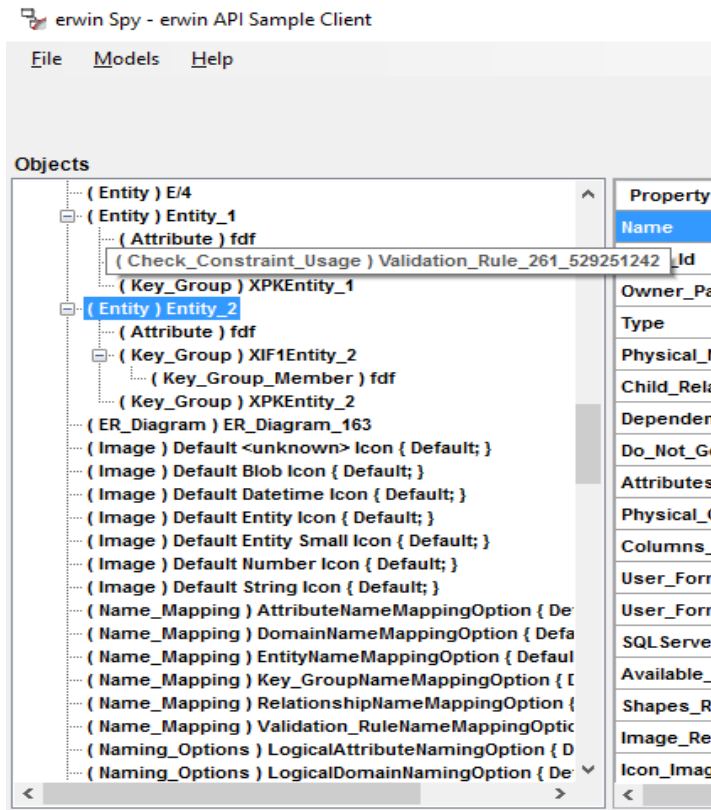 erwin Spy - erwin API Sample Client
File Models Help
Objects
( Entity ) E/4
( Entity ) Entity_1
( Attribute ) fdf
( Check_Constraint_Usage ) Validation_Rule_261_529251242
( Key_Group ) XPKEntity_1
( Entity ) Entity_2
( Attribute ) fdf
( Key_Group ) XIF1Entity_2
( Key_Group_Member ) fdf
( Key_Group ) XPKEntity_2
( ER_Diagram ) ER_Diagram_163
( Image ) Default <unknown> Icon { Default; }
( Image ) Default Blob Icon { Default; }
( Image ) Default Datetime Icon { Default; }
( Image ) Default Entity Icon { Default; }
( Image ) Default Entity Small Icon { Default; }
( Image ) Default Number Icon { Default; }
( Image ) Default String Icon { Default; }
( Name_Mapping ) AttributeNameMappingOption { De
( Name_Mapping ) DomainNameMappingOption { Defa
( Name_Mapping ) EntityNameMappingOption { Defaul
( Name_Mapping ) Key_GroupNameMappingOption { D
( Name_Mapping ) RelationshipNameMappingOption {
( Name_Mapping ) Validation_RuleNameMappingOptic
( Naming_Options ) LogicalAttributeNamingOption { D
( Naming_Options ) LogicalDomainNamingOption { De
Property
Name
_Id
Owner_Pa
Type
Physical_
Child_Rela
Depender
Do_Not_G
Attributes
Physical_
Columns_
User_Forr
User_Forr
SQLServe
Available_
Shapes_R
Image_Re
Icon_Imag